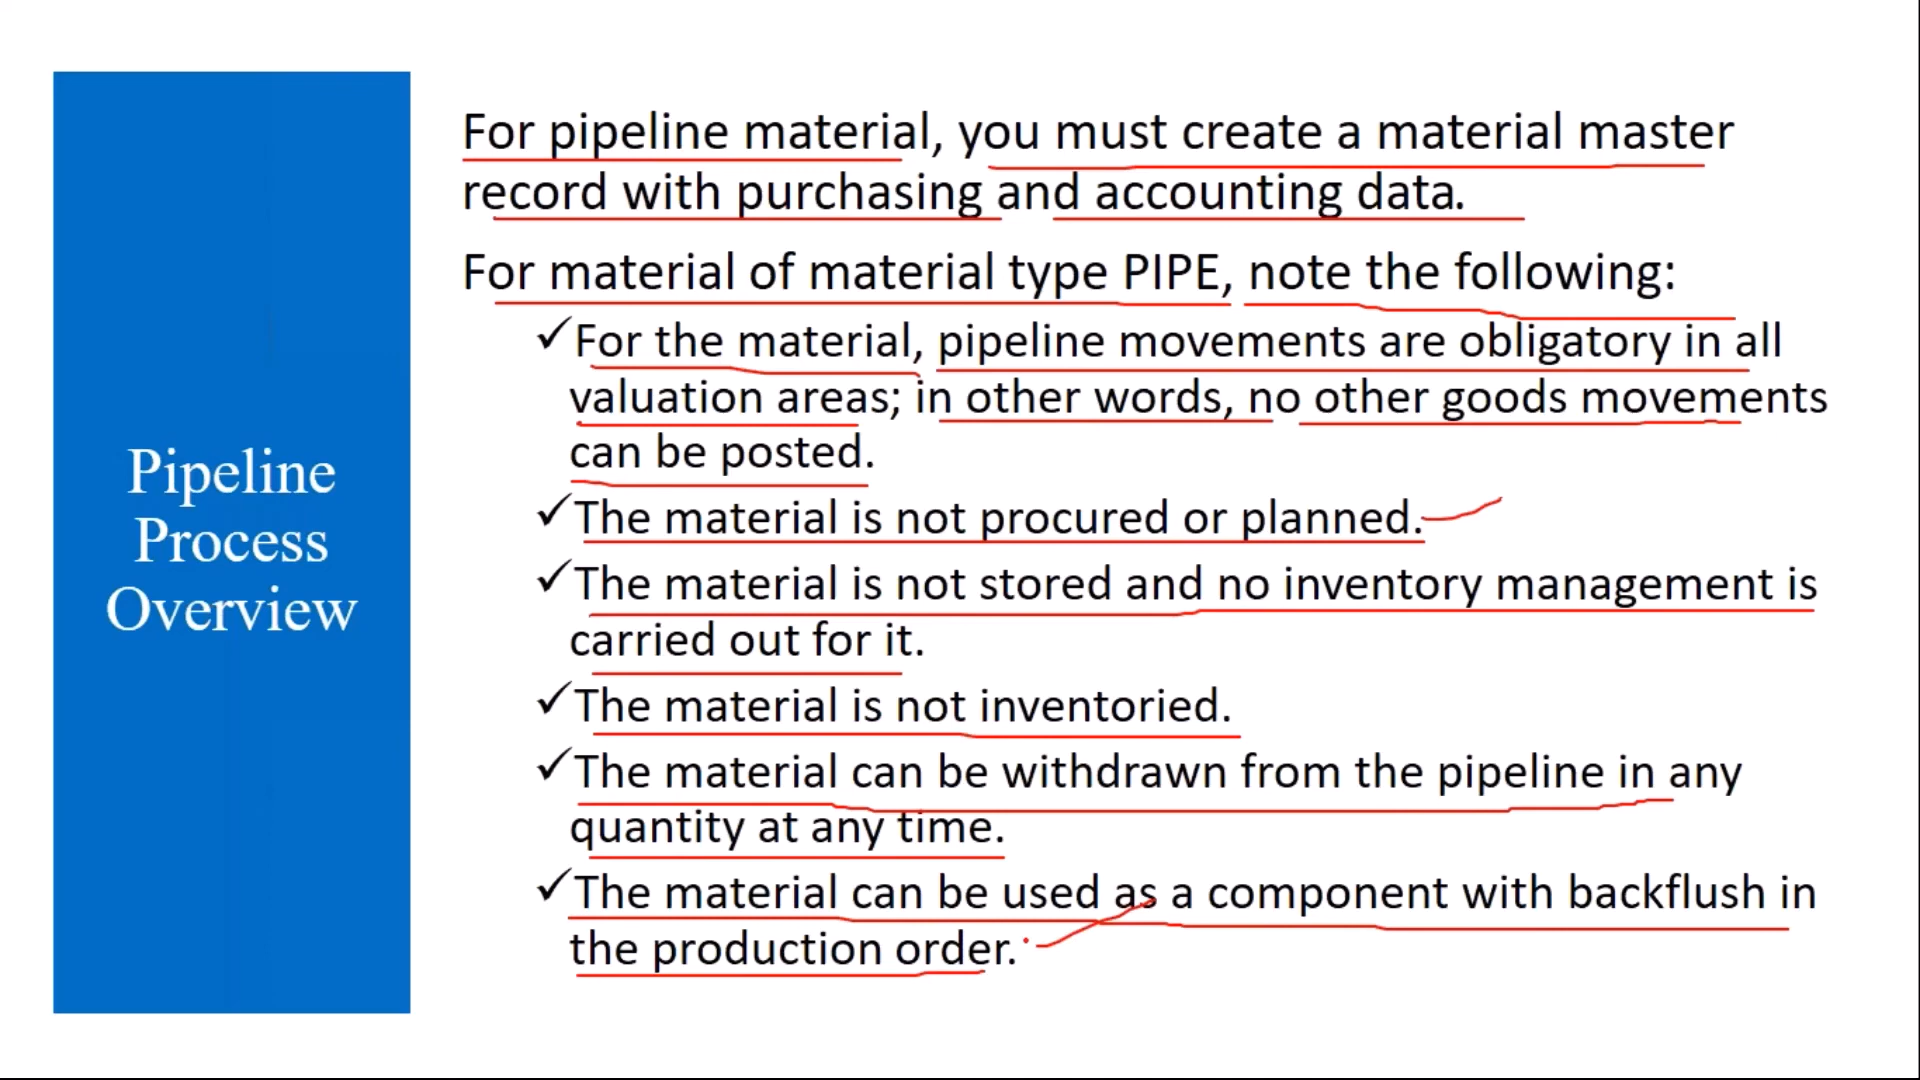 Pipeline
Process
Overview
For pipeline material, you must create a material master
record with purchasing and accounting data.
For material of material type PIPE, note the following:
✓For the material, pipeline movements are obligatory in all
valuation areas; in other words, no other goods movements
can be posted.
✓The material is not procured or planned.
✓The material is not stored and no inventory management is
carried out for it.
✓The material is not inventoried.
✓The material can be withdrawn from the pipeline in any
quantity at any time.
✓The material can be used as a component with backflush in
the production order.